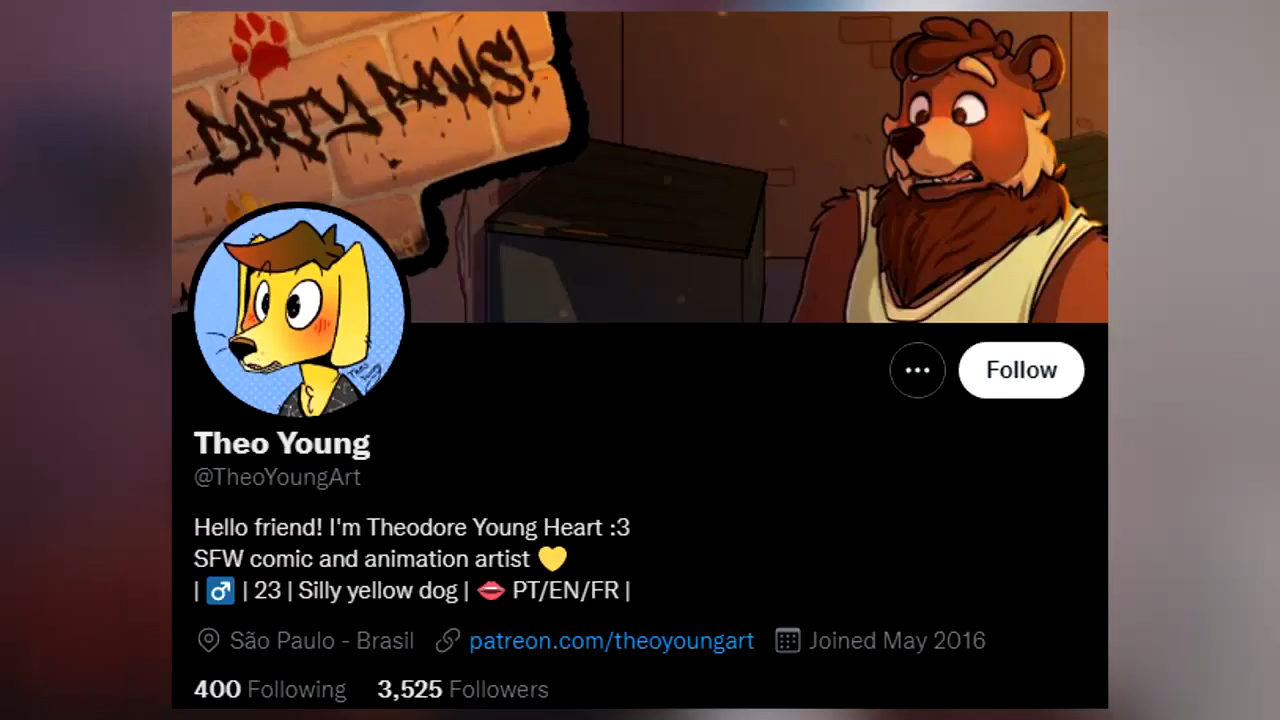 DIRTY PAWS!
Theo Young
Follow
Theo Young
@TheoYoungArt
Hello friend! I'm Theodore Young Heart :3
SFW comic and animation artist 💛
| ♂️ | 23 | Silly yellow dog | 👄 PT/EN/FR |
São Paulo - Brasil patreon.com/theoyoungart Joined May 2016
400 Following 3,525 Followers